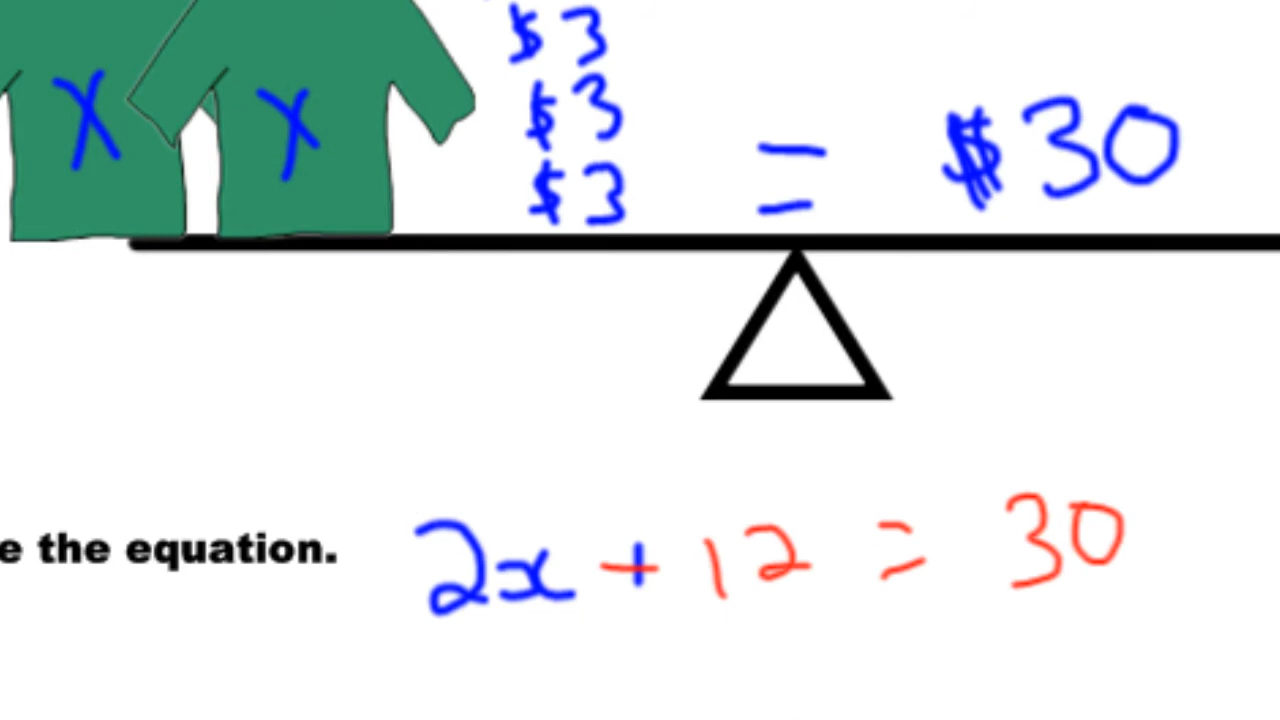 $3
$3
X X $3 = $30
e the equation. 2x + 12 = 30